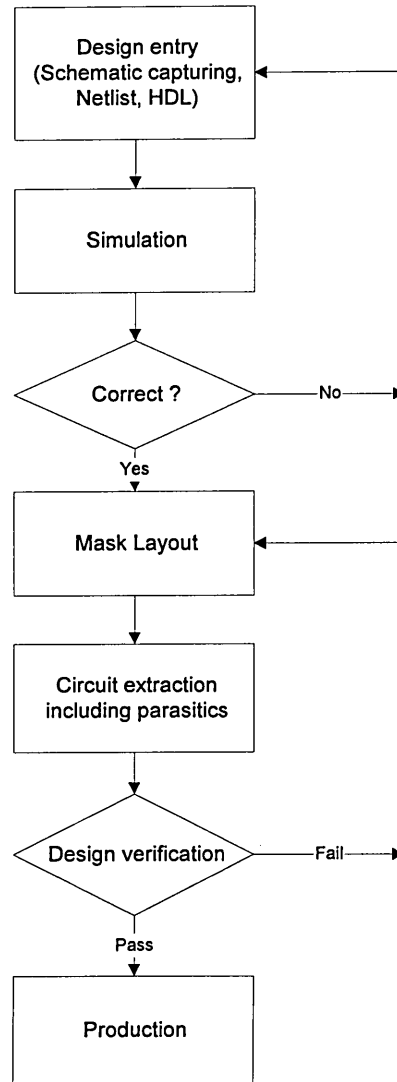 Design entry
(Schematic capturing,
Netlist, HDL)
Simulation
Correct ?
No
Yes
Mask Layout
Circuit extraction
including parasitics
Design verification
Fail
Pass
Production